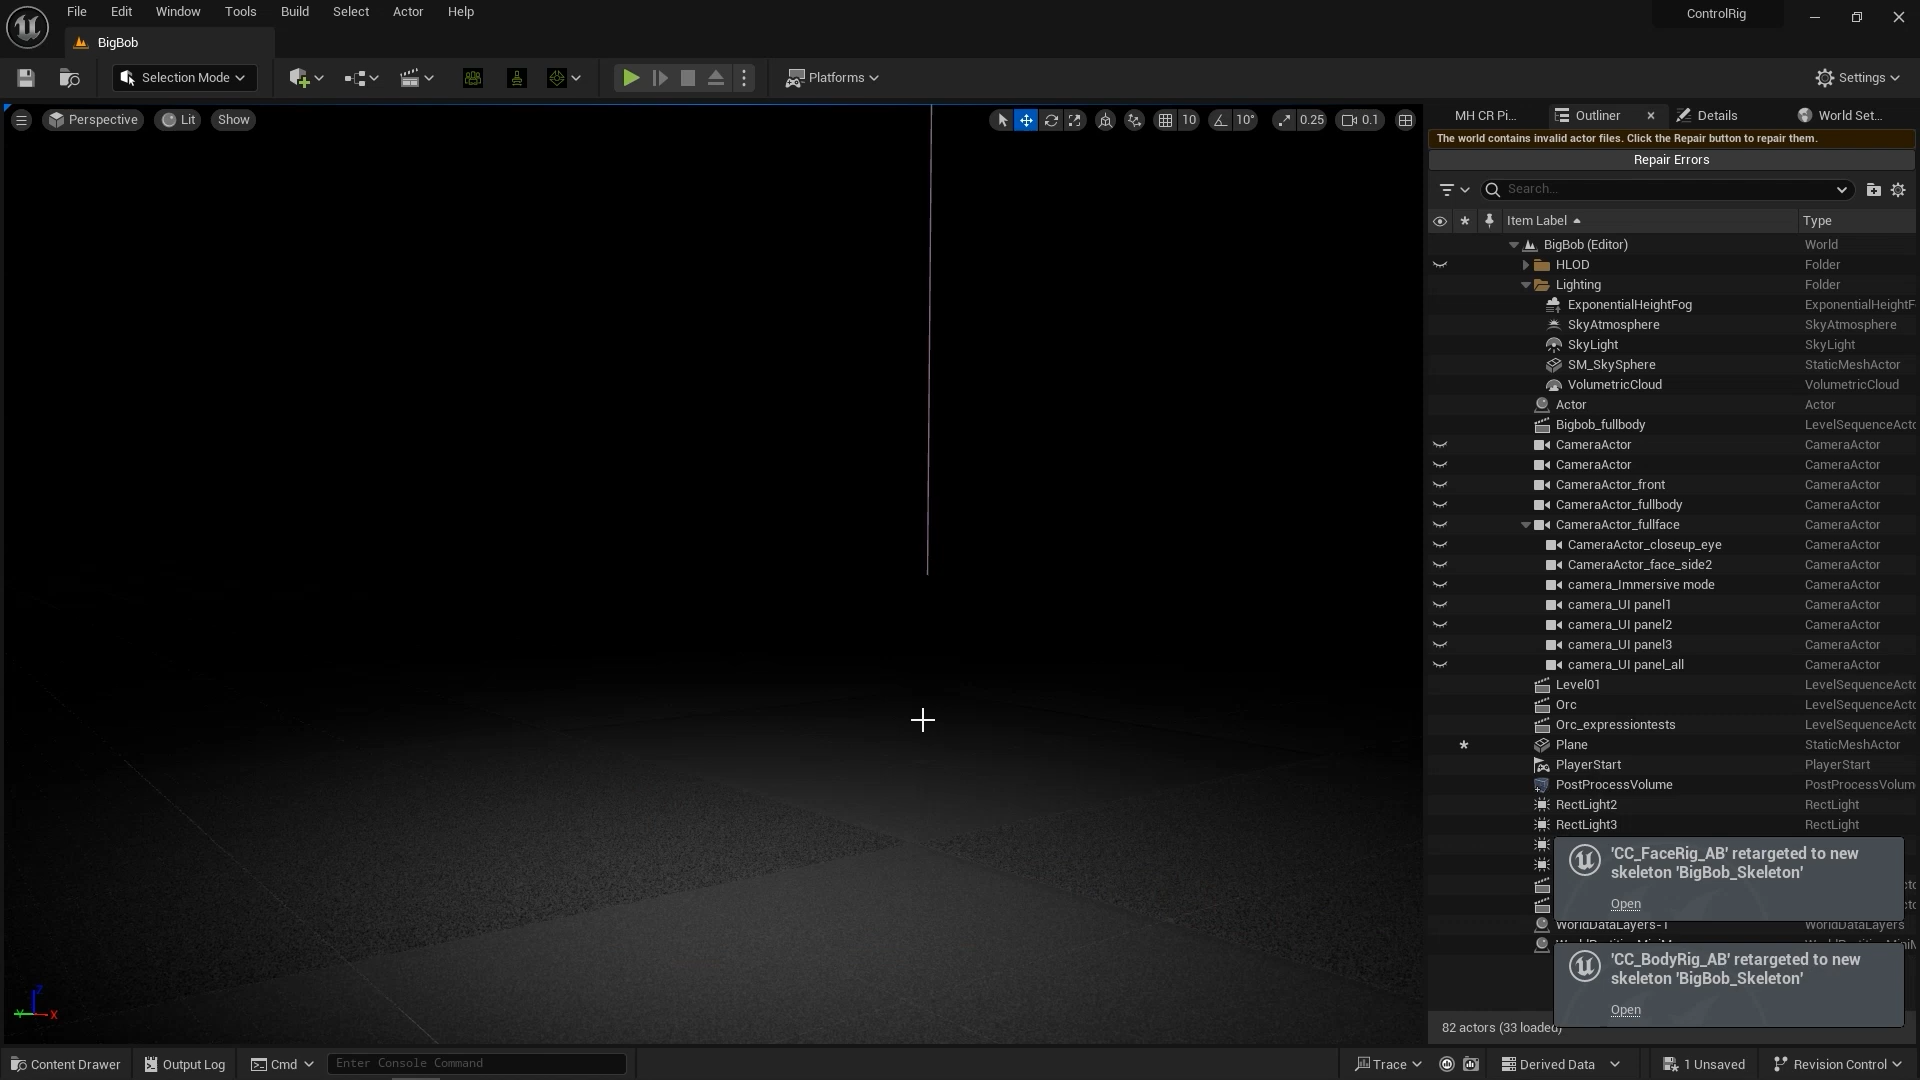 File Edit Window Tools Build Select Actor Help
ControlRig
BigBob
Selection Mode
Platforms
Settings
Perspective Lit Show
10 10° 0.25 0.1
MH CR Pi... Outliner Details World Set...
The world contains invalid actor files. Click the Repair button to repair them.
Repair Errors
Search...
Item Label Type
BigBob (Editor) World
HLOD Folder
Lighting Folder
ExponentialHeightFog ExponentialHeightF
SkyAtmosphere SkyAtmosphere
SkyLight SkyLight
SM_SkySphere StaticMeshActor
VolumetricCloud VolumetricCloud
Actor Actor
Bigbob_fullbody LevelSequenceActo
CameraActor CameraActor
CameraActor CameraActor
CameraActor_front CameraActor
CameraActor_fullbody CameraActor
CameraActor_fullface CameraActor
CameraActor_closeup_eye CameraActor
CameraActor_face_side2 CameraActor
camera_Immersive mode CameraActor
camera_UI panel1 CameraActor
camera_UI panel2 CameraActor
camera_UI panel3 CameraActor
camera_UI panel_all CameraActor
Level01 LevelSequenceActo
Orc LevelSequenceActo
Orc_expressiontests LevelSequenceActo
Plane StaticMeshActor
PlayerStart PlayerStart
PostProcessVolume PostProcessVolum
RectLight2 RectLight
RectLight3 RectLight
'CC_FaceRig_AB' retargeted to new
skeleton 'BigBob_Skeleton'
Open
WorldDataLayers-1 WorldDataLayers
'CC_BodyRig_AB' retargeted to new
skeleton 'BigBob_Skeleton'
Open
82 actors (33 loaded)
Z
Y X
Content Drawer Output Log Cmd Enter Console Command Trace Derived Data 1 Unsaved Revision Control